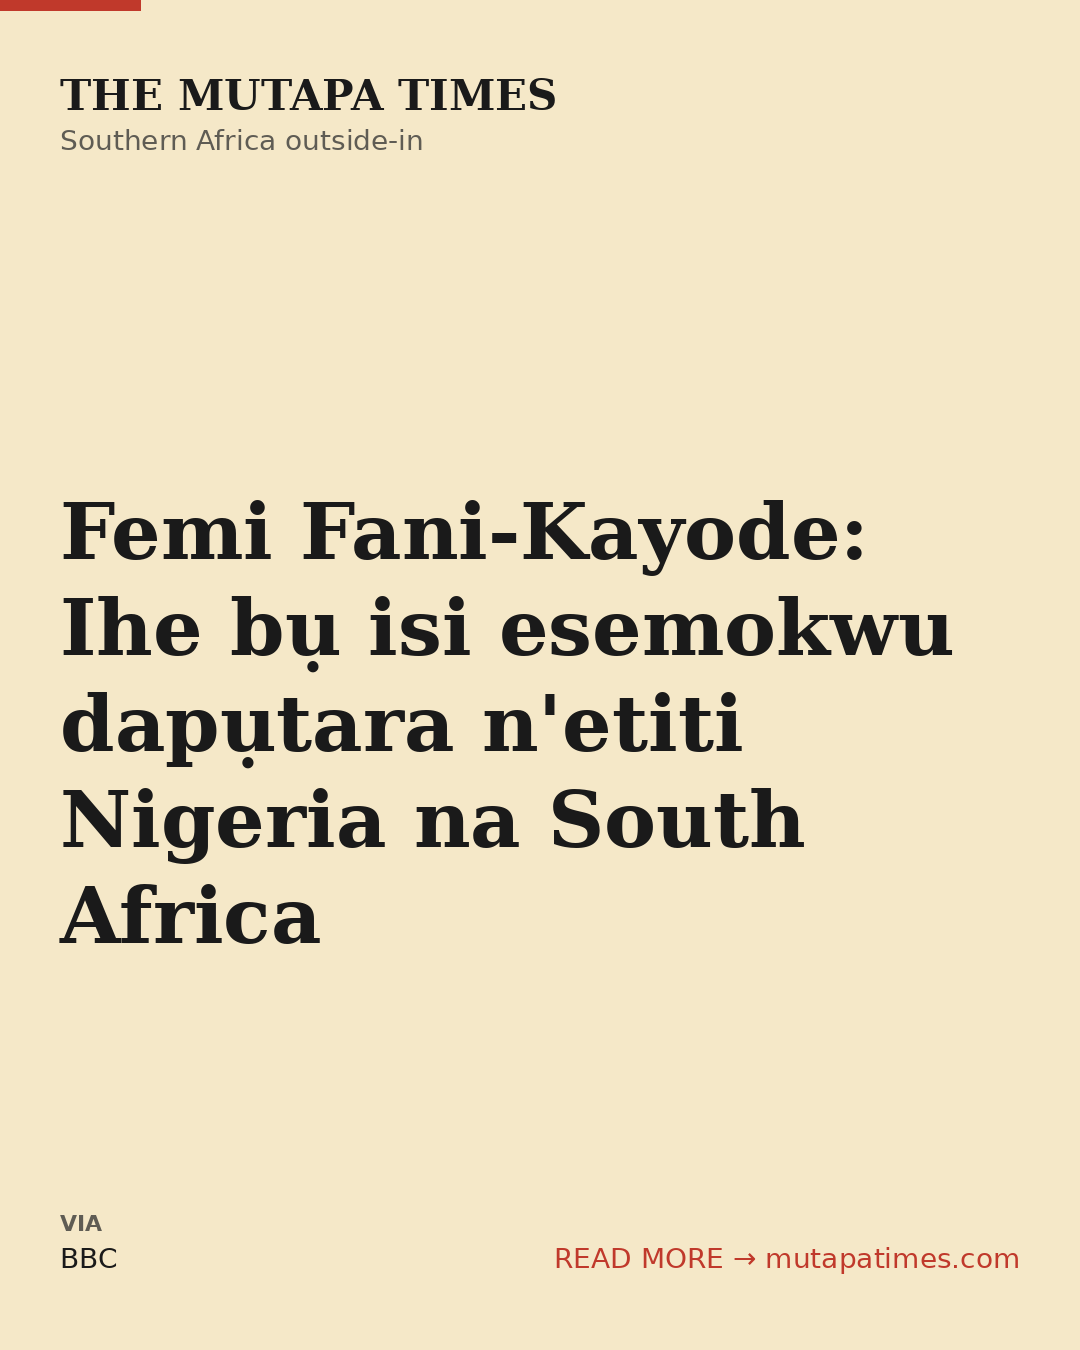 THE MUTAPA TIMES
Southern Africa outside-in
Femi Fani-Kayode:
Ihe bụ isi esemokwu
dapụtara n'etiti
Nigeria na South
Africa
VIA
BBC
READ MORE → mutapatimes.com